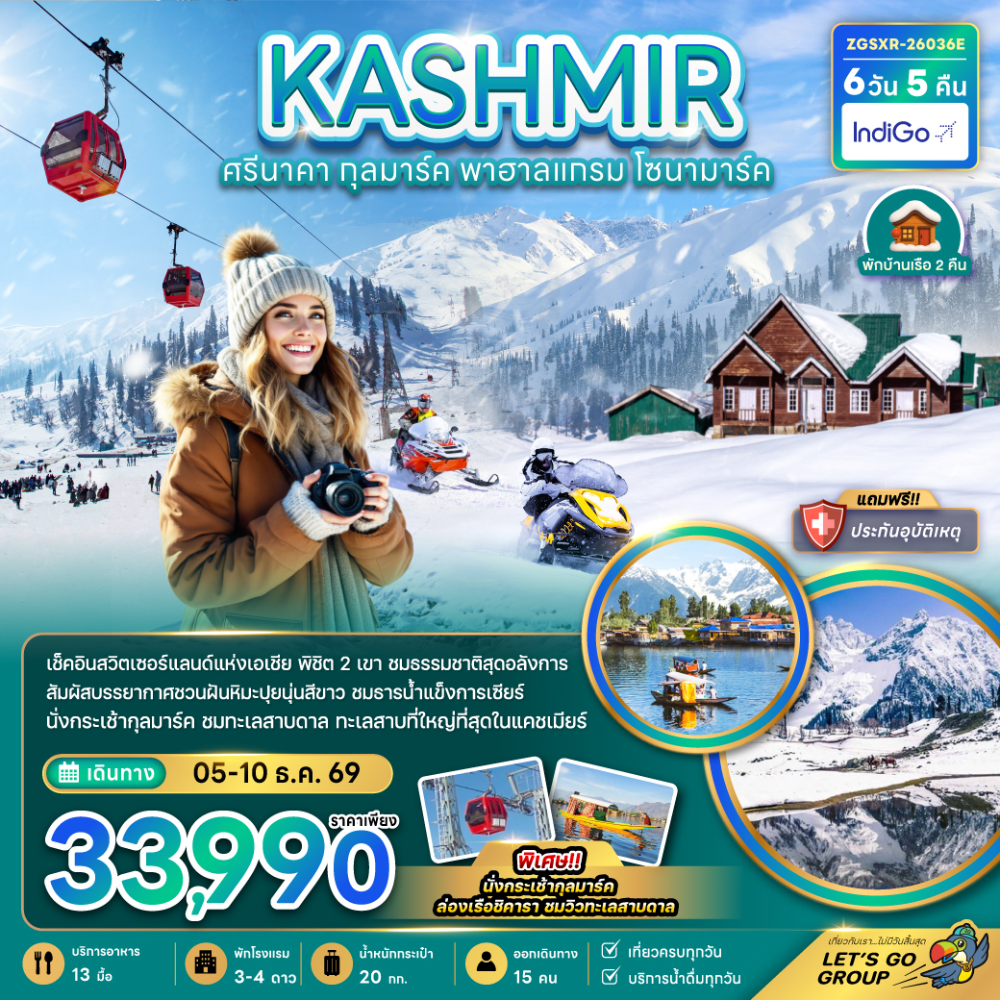 KASHMIR
ศรีนาคา กุลมาร์ค พาฮาลแกรม โซนามาร์ค
ZGSXR-26036E
6 วัน 5 คืน
IndiGo
พักบ้านเรือ 2 คืน
แถมฟรี!!
ประกันอุบัติเหตุ
เช็คอินสวิตเซอร์แลนด์แห่งเอเชีย พิชิต 2 เขา ชมธรรมชาติสุดอลังการ
สัมผัสบรรยากาศชวนฝันหิมะปุยนุ่นสีขาว ชมธารน้ำแข็งการเซียร์
นั่งกระเช้ากุลมาร์ค ชมทะเลสาบดาล ทะเลสาบที่ใหญ่ที่สุดในแคชเมียร์
เดินทาง 05-10 ธ.ค. 69
ราคาเพียง
33,990
พิเศษ!!
นั่งกระเช้ากุลมาร์ค
ล่องเรือชิคารา ชมวิวทะเลสาบดาล
บริการอาหาร
13 มื้อ
พักโรงแรม
3-4 ดาว
น้ำหนักกระเป๋า
20 กก.
ออกเดินทาง
15 คน
เที่ยวครบทุกวัน
บริการน้ำดื่มทุกวัน
เที่ยวกับเรา...ไม่มีวันสิ้นสุด
LET'S GO
GROUP